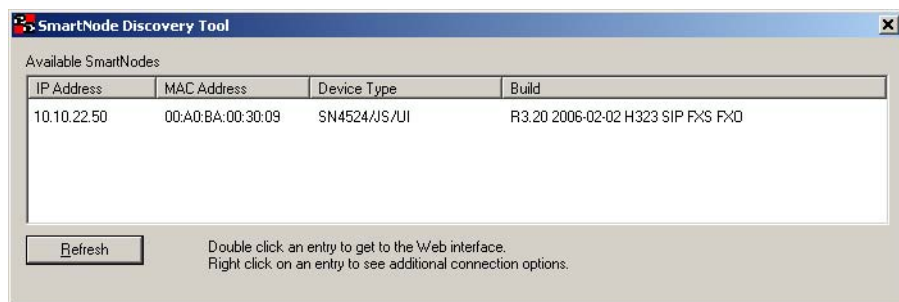 SmartNode Discovery Tool
Available SmartNodes
IP Address MAC Address Device Type Build
10.10.22.50 00:A0:BA:00:30:09 SN4524/JS/UI R3.20 2006-02-02 H323 SIP FXS FXO
Refresh
Double click an entry to get to the Web interface.
Right click on an entry to see additional connection options.